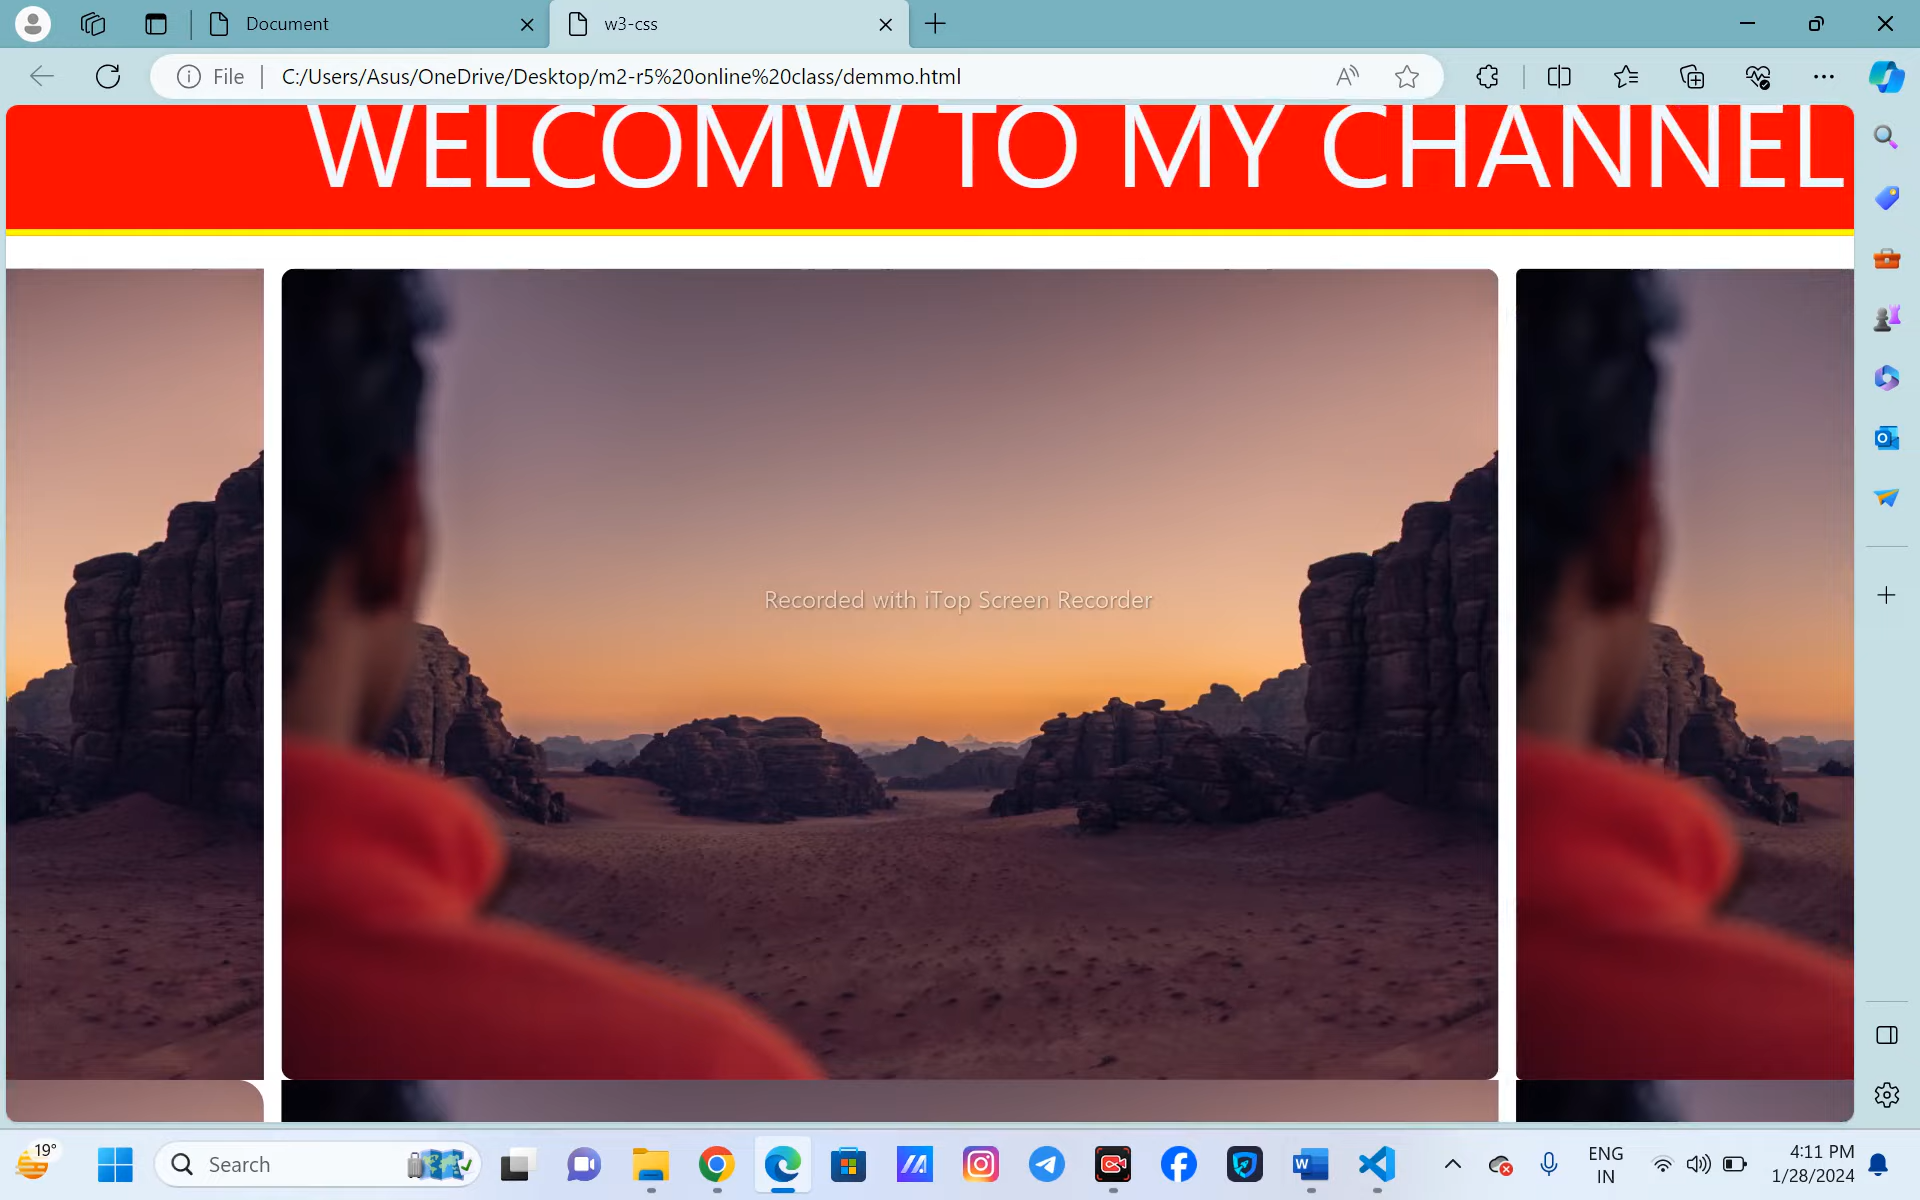 Document
w3-css
File
C:/Users/Asus/OneDrive/Desktop/m2-r5%20online%20class/demmo.html
WELCOMW TO MY CHANNEL
Recorded with iTop Screen Recorder
19°
Search
ENG
IN
4:11 PM
1/28/2024